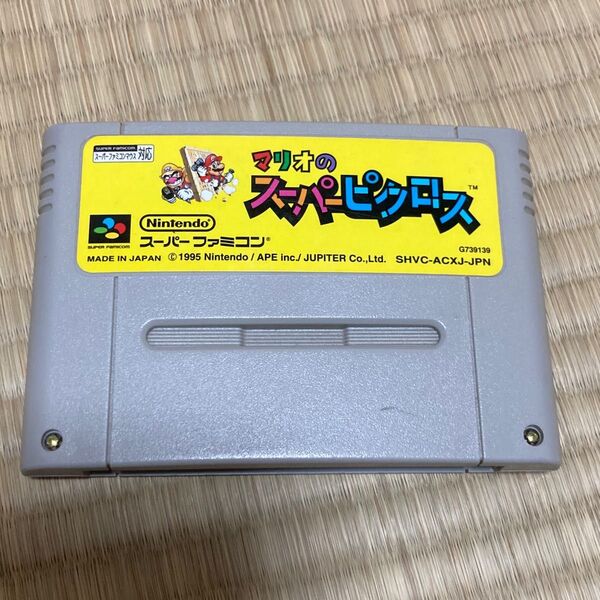 SUPER FAMICOM
スーパーファミコンマウス 対応
マリオの
スーパーピクロス™
SUPER FAMICOM
Nintendo
スーパーファミコン®
G739139
MADE IN JAPAN © 1995 Nintendo / APE inc./ JUPITER Co.,Ltd. SHVC-ACXJ-JPN